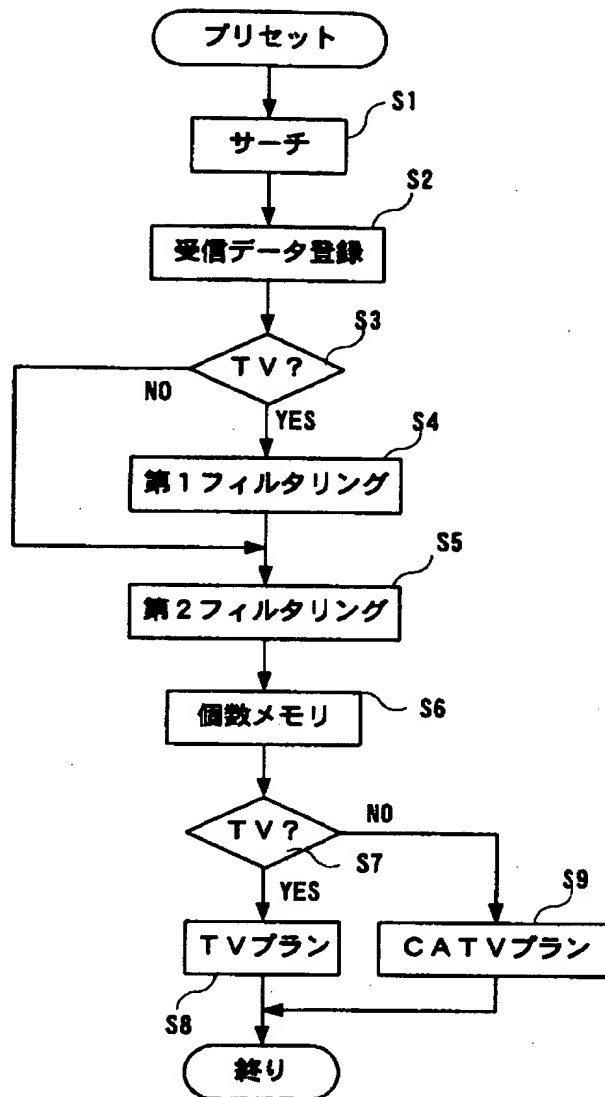 プリセット
S1
サーチ
S2
受信データ登録
S3
TV?
NO
YES
S4
第1フィルタリング
S5
第2フィルタリング
個数メモリ
S6
TV?
NO
S7
YES
S9
TVプラン
CATVプラン
S8
終り